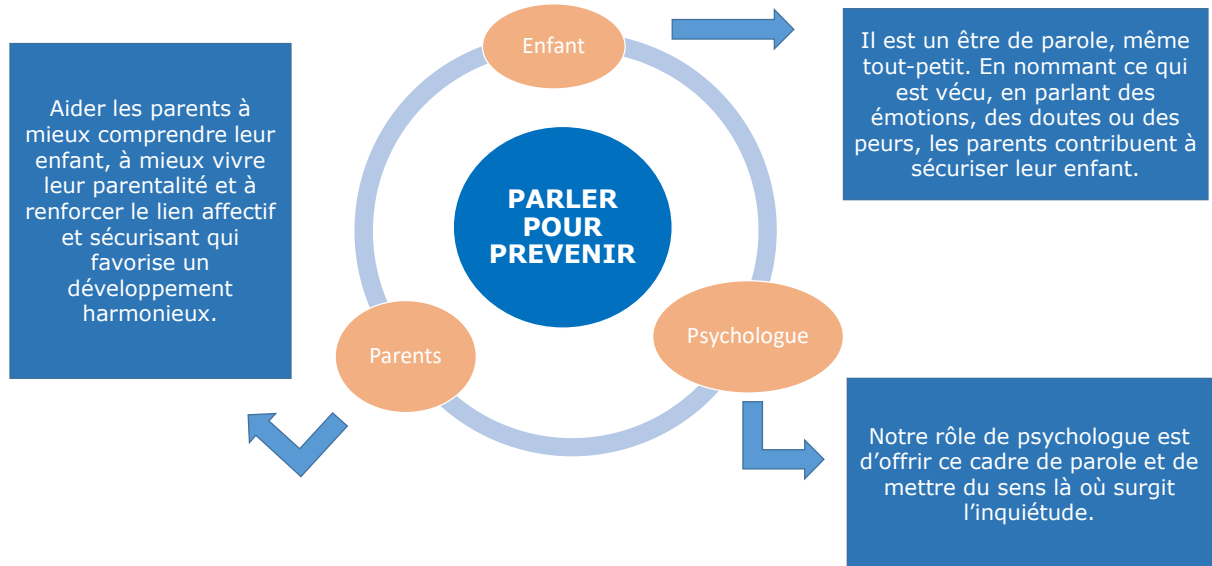 Enfant
Il est un être de parole, même
tout-petit. En nommant ce qui
est vécu, en parlant des
émotions, des doutes ou des
peurs, les parents contribuent à
sécuriser leur enfant.
Aider les parents à
mieux comprendre leur
enfant, à mieux vivre
leur parentalité et à
renforcer le lien affectif
et sécurisant qui
favorise un
développement
harmonieux.
PARLER
POUR
PREVENIR
Parents
Psychologue
Notre rôle de psychologue est
d’offrir ce cadre de parole et de
mettre du sens là où surgit
l’inquiétude.